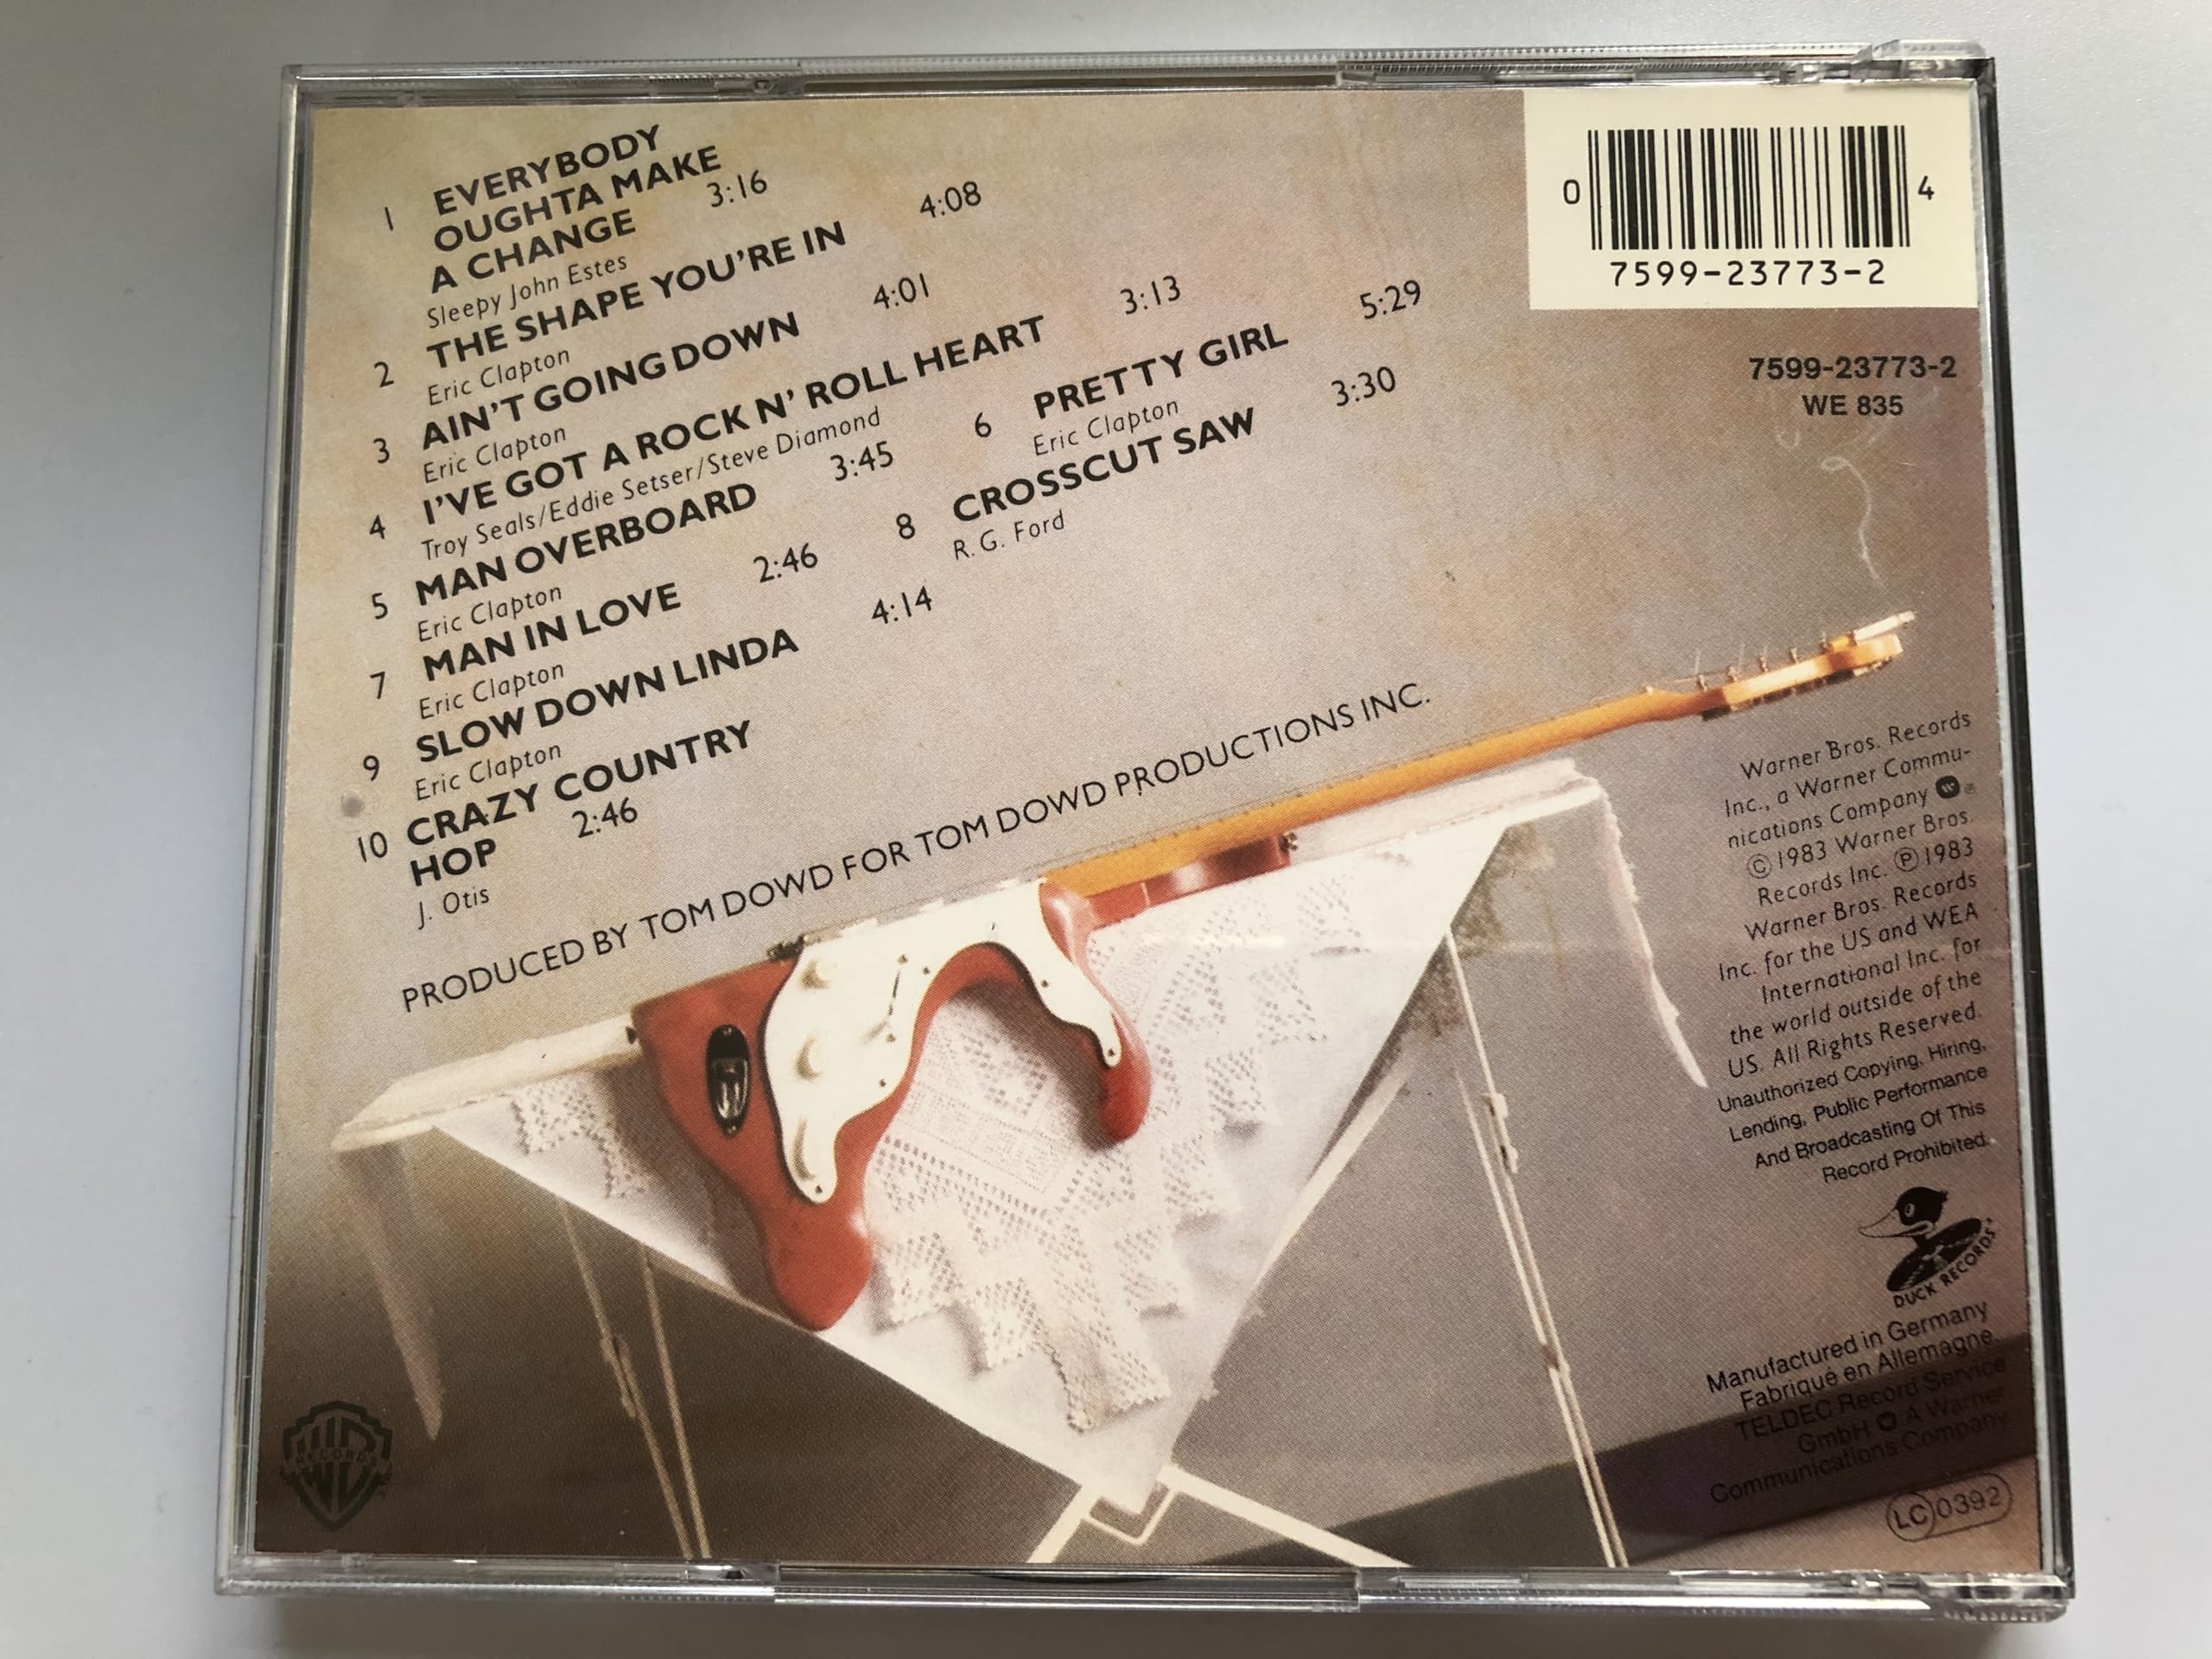 1 EVERYBODY
OUGHTA MAKE
A CHANGE 3:16
Sleepy John Estes
2 THE SHAPE YOU'RE IN 4:08
Eric Clapton
3 AIN'T GOING DOWN 4:01
Eric Clapton
4 I'VE GOT A ROCK N' ROLL HEART 3:13
Troy Seals/Eddie Setser/Steve Diamond
5 MAN OVERBOARD 3:45
Eric Clapton
6 PRETTY GIRL 5:29
Eric Clapton
7 MAN IN LOVE 2:46
Eric Clapton
8 CROSSCUT SAW 3:30
R.G. Ford
9 SLOW DOWN LINDA 4:14
Eric Clapton
10 CRAZY COUNTRY
HOP 2:46
J. Otis
PRODUCED BY TOM DOWD FOR TOM DOWD PRODUCTIONS INC.
0 4
7599-23773-2
7599-23773-2
WE 835
Warner Bros. Records
Inc., a Warner Commu-
nications Company
©1983 Warner Bros.
Records Inc. ℗1983
Warner Bros. Records
Inc. for the US and WEA
International Inc. for
the world outside of the
US. All Rights Reserved.
Unauthorized Copying, Hiring,
Lending, Public Performance
And Broadcasting Of This
Record Prohibited.
DUCK RECORDS
Manufactured in Germany
Fabriqué en Allemagne
TELDEC Record Service
GmbH A Warner
Communications Company
LC 0392
WB
RECORDS